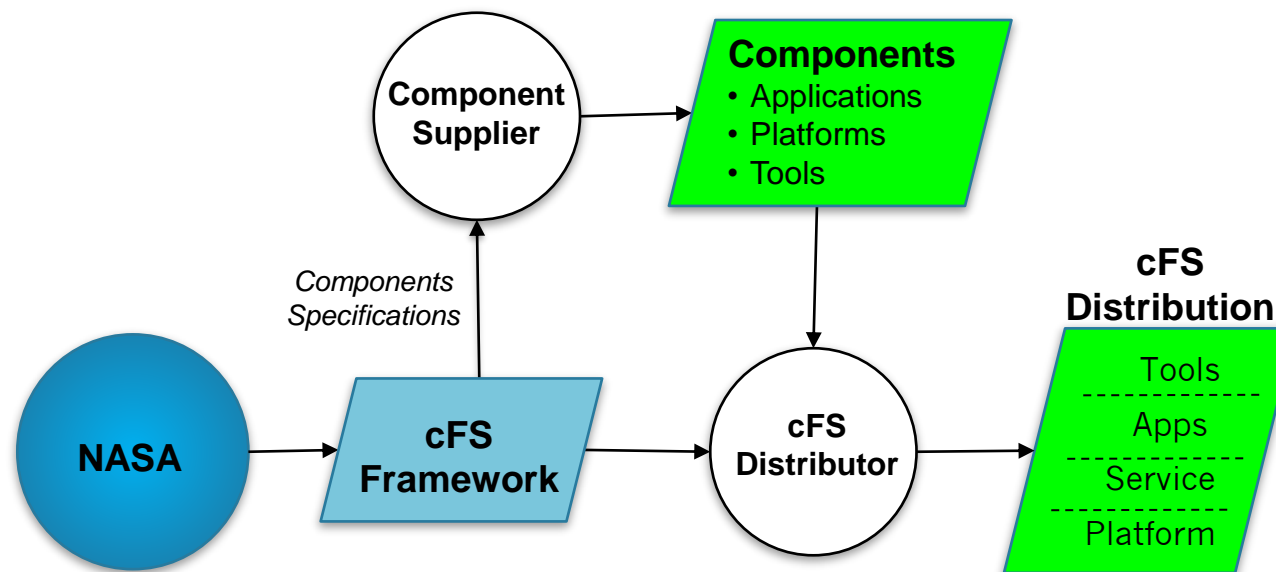 Component
Supplier
Components
• Applications
• Platforms
• Tools
Components
Specifications
NASA
cFS
Framework
cFS
Distributor
cFS
Distribution
Tools
Apps
Service
Platform